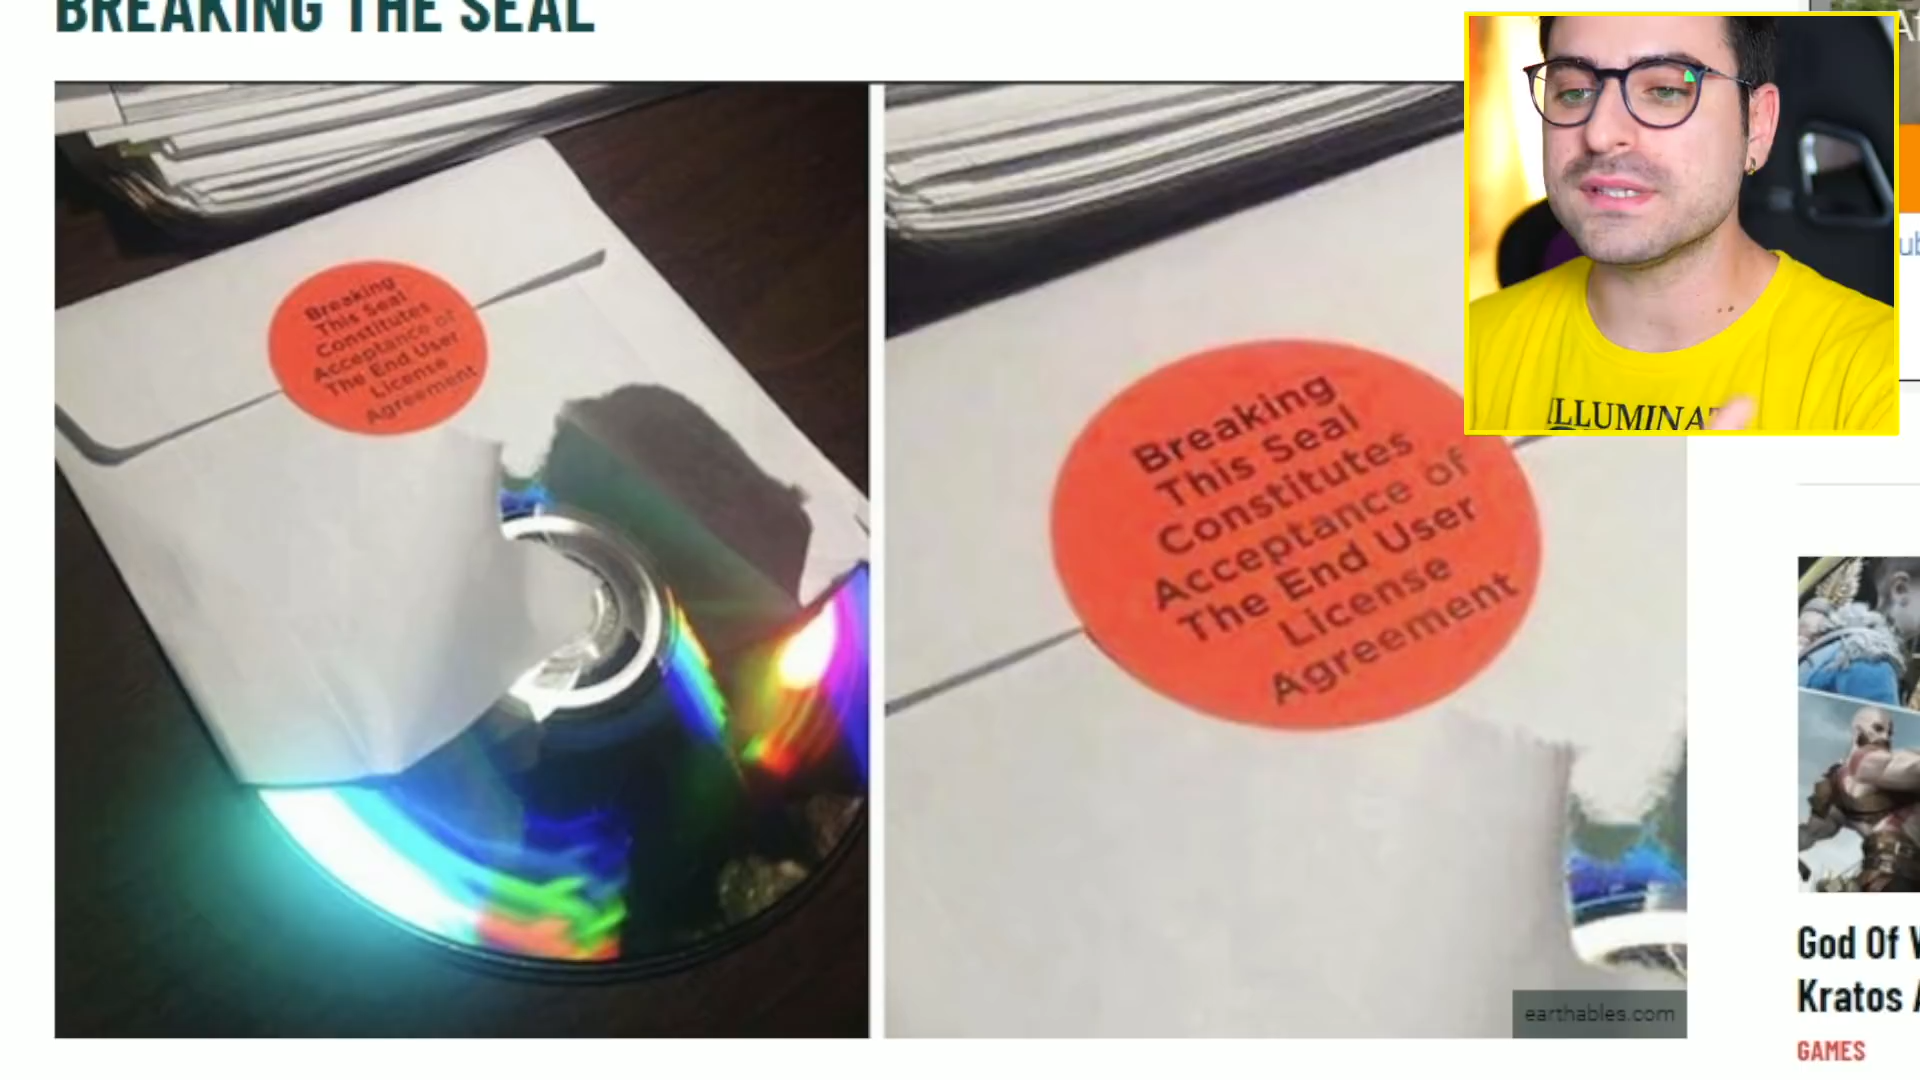 BREAKING THE SEAL
Breaking
This Seal
Constitutes
Acceptance of
The End User
License
Agreement
Breaking
This Seal
Constitutes
Acceptance of
The End User
License
Agreement
earthables.com
God Of
Kratos
GAMES